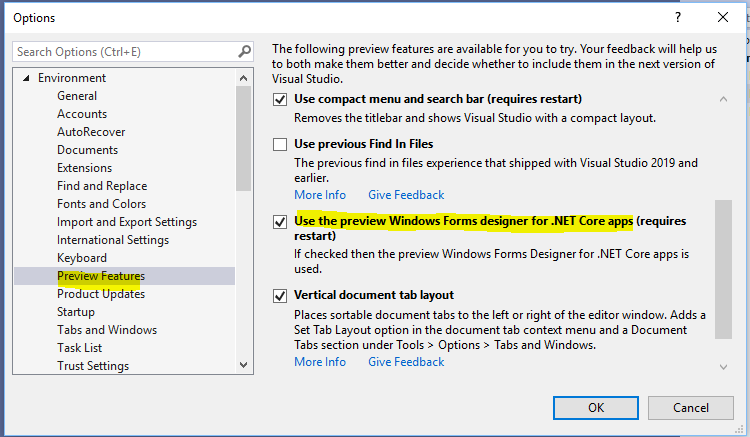 Options
?
Search Options (Ctrl+E)
Environment
General
Accounts
AutoRecover
Documents
Extensions
Find and Replace
Fonts and Colors
Import and Export Settings
International Settings
Keyboard
Preview Features
Product Updates
Startup
Tabs and Windows
Task List
Trust Settings
The following preview features are available for you to try. Your feedback will help us
to both make them better and decide whether to include them in the next version of
Visual Studio.
Use compact menu and search bar (requires restart)
Removes the titlebar and shows Visual Studio with a compact layout.
Use previous Find In Files
The previous find in files experience that shipped with Visual Studio 2019 and
earlier.
More Info Give Feedback
Use the preview Windows Forms designer for .NET Core apps (requires
restart)
If checked then the preview Windows Forms Designer for .NET Core apps is
used.
Vertical document tab layout
Places sortable document tabs to the left or right of the editor window. Adds a
Set Tab Layout option in the document tab context menu and a Document
Tabs section under Tools > Options > Tabs and Windows.
More Info Give Feedback
OK
Cancel